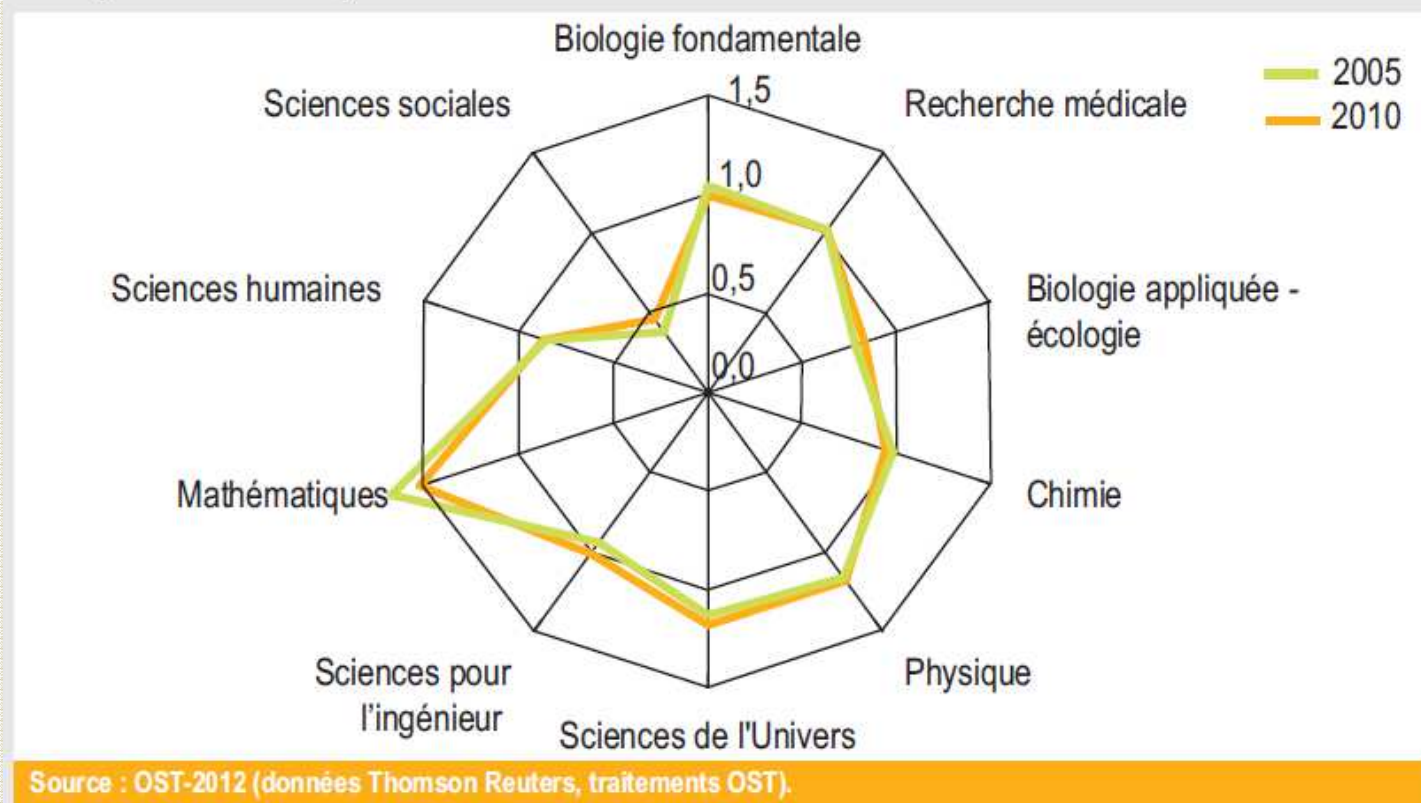 Biologie fondamentale
2005
Sciences sociales
1,5
Recherche médicale
2010
1,0
0,5
Sciences humaines
Biologie appliquée -
écologie
0,0
Mathématiques
Chimie
Sciences pour
l'ingénieur
Physique
Sciences de l'Univers
Source : OST-2012 (données Thomson Reuters, traitements OST).